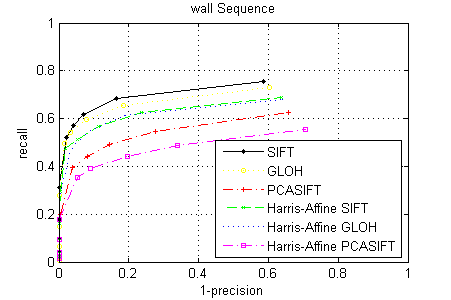 wall Sequence
recall
1
0.8
0.6
0.4
0.2
0
SIFT
GLOH
PCASIFT
Harris-Affine SIFT
Harris-Affine GLOH
Harris-Affine PCASIFT
0 0.2 0.4 0.6 0.8 1
1-precision